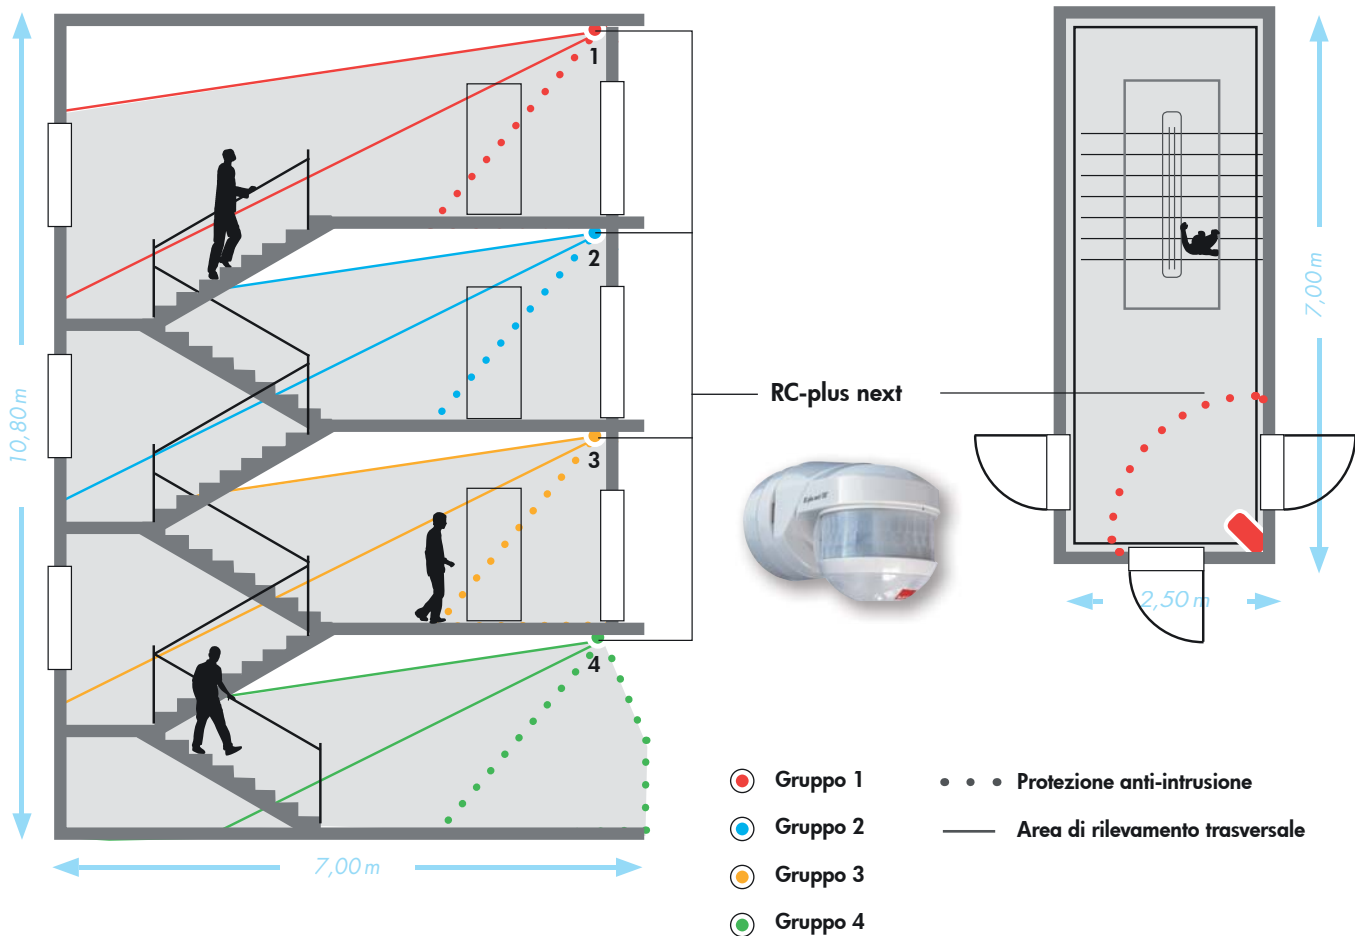 1
2
3
4
10,80 m
7,00 m
RC-plus next
7,00 m
2,50 m
Gruppo 1
Gruppo 2
Gruppo 3
Gruppo 4
Protezione anti-intrusione
Area di rilevamento trasversale